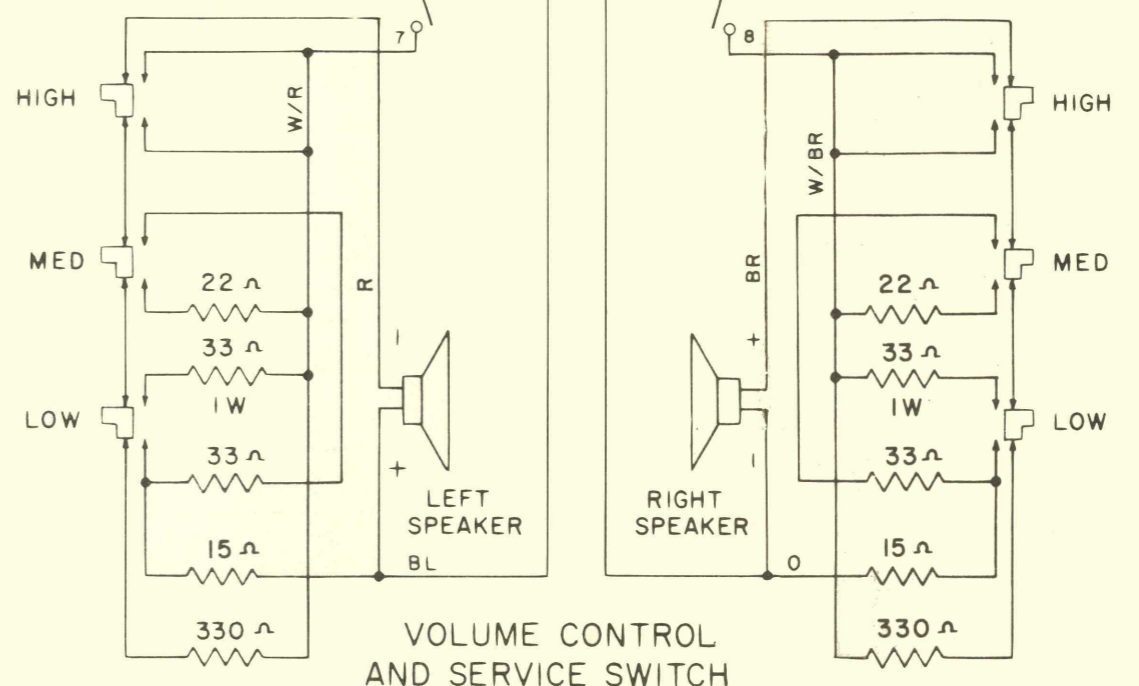 7
8
HIGH
W/R
W/BR
HIGH
MED
R
BR
MED
22 Ω
22 Ω
33 Ω
1W
33 Ω
1W
LOW
LOW
-
+
+
-
33 Ω
33 Ω
LEFT
SPEAKER
RIGHT
SPEAKER
15 Ω
BL
O
15 Ω
330 Ω
330 Ω
VOLUME CONTROL
AND SERVICE SWITCH